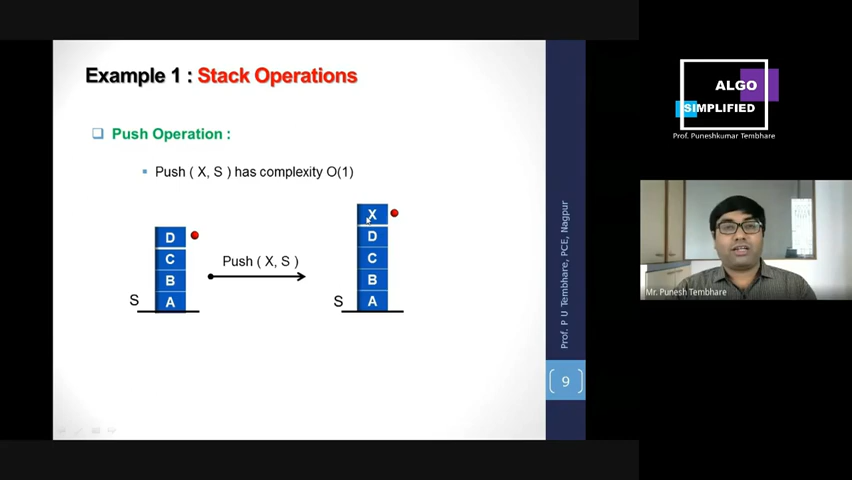 Example 1 : Stack Operations
Push Operation :
Push ( X, S ) has complexity O(1)
D
C
B
A
S
Push ( X, S )
X
D
C
B
A
S
Prof. P U Tembhare, PCE, Nagpur
9
ALGO
SIMPLIFIED
Prof. Puneshkumar Tembhare
Mr. Punesh Tembhare